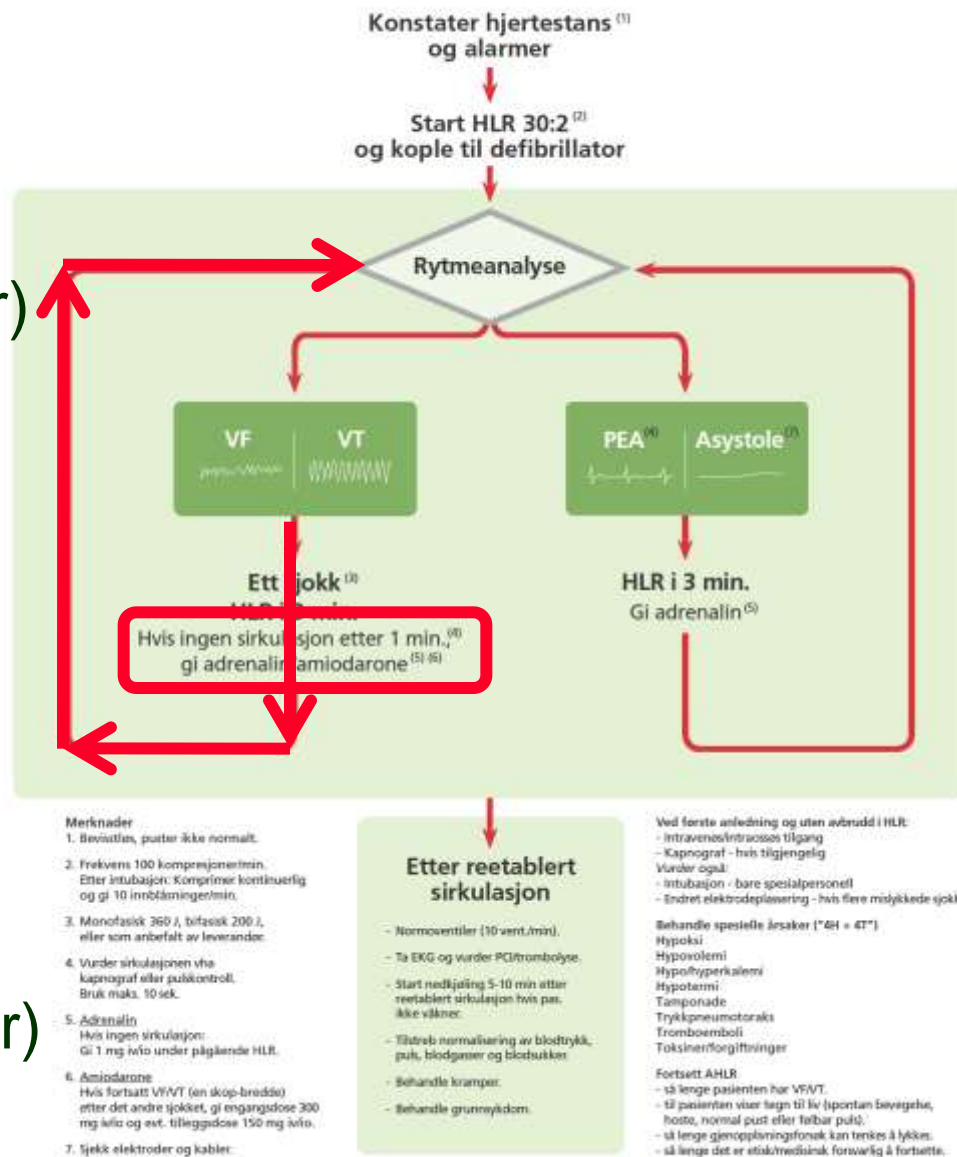 Konstater hjertestans (1)
og alarmer
Start HLR 30:2 (2)
og kople til defibrillator
Rytmeanalyse
r)
VF
VT
PEA (4)
Asystole (7)
Ett sjokk (3)
HLR i 3 min.
Hvis ingen sirkulasjon etter 1 min., (4)
gi adrenalin/amiodarone (5) (6)
HLR i 3 min.
Gi adrenalin (5)
r)
Merknader
1. Bevisstløs, puster ikke normalt.
2. Frekvens 100 kompresjoner/min.
Etter intubasjon: Komprimer kontinuerlig
og gi 10 innblåsninger/min.
3. Monofasisk 360 J, bifasisk 200 J,
eller som anbefalt av leverandør.
4. Vurder sirkulasjonen vha
kapnograf eller pulskontroll.
Bruk maks. 10 sek.
5. Adrenalin
Hvis ingen sirkulasjon:
Gi 1 mg iv/io under pågående HLR.
6. Amiodarone
Hvis fortsatt VF/VT (en skop-bredde)
etter det andre sjokket, gi engangsdose 300
mg iv/io og evt. tilleggsdose 150 mg iv/io.
7. Sjekk elektroder og kabler.
Etter reetablert
sirkulasjon
- Normoventiler (10 vent./min).
- Ta EKG og vurder PCI/trombolyse.
- Start nedkjøling 5-10 min etter
reetablert sirkulasjon hvis pas.
ikke våkner.
- Tilstreb normalisering av blodtrykk,
puls, blodgasser og blodsukker.
- Behandle kramper.
- Behandle grunnsykdom.
Ved første anledning og uten avbrudd i HLR:
- Intravenøs/intraossøs tilgang
- Kapnograf - hvis tilgjengelig
Vurder også:
- Intubasjon - bare spesialpersonell
- Endret elektrodeplassering - hvis flere mislykkede sjokk
Behandle spesielle årsaker ("4H + 4T")
Hypoksi
Hypovolemi
Hypo/hyperkalemi
Hypotermi
Tamponade
Trykkpneumotoraks
Tromboemboli
Toksiner/forgiftninger
Fortsett AHLR
- så lenge pasienten har VF/VT.
- til pasienten viser tegn til liv (spontan bevegelse,
hoste, normal pust eller følbar puls).
- så lenge gjenopplivningsforsøk kan tenkes å lykkes.
- så lenge det er etisk/medisinsk forsvarlig å fortsette.